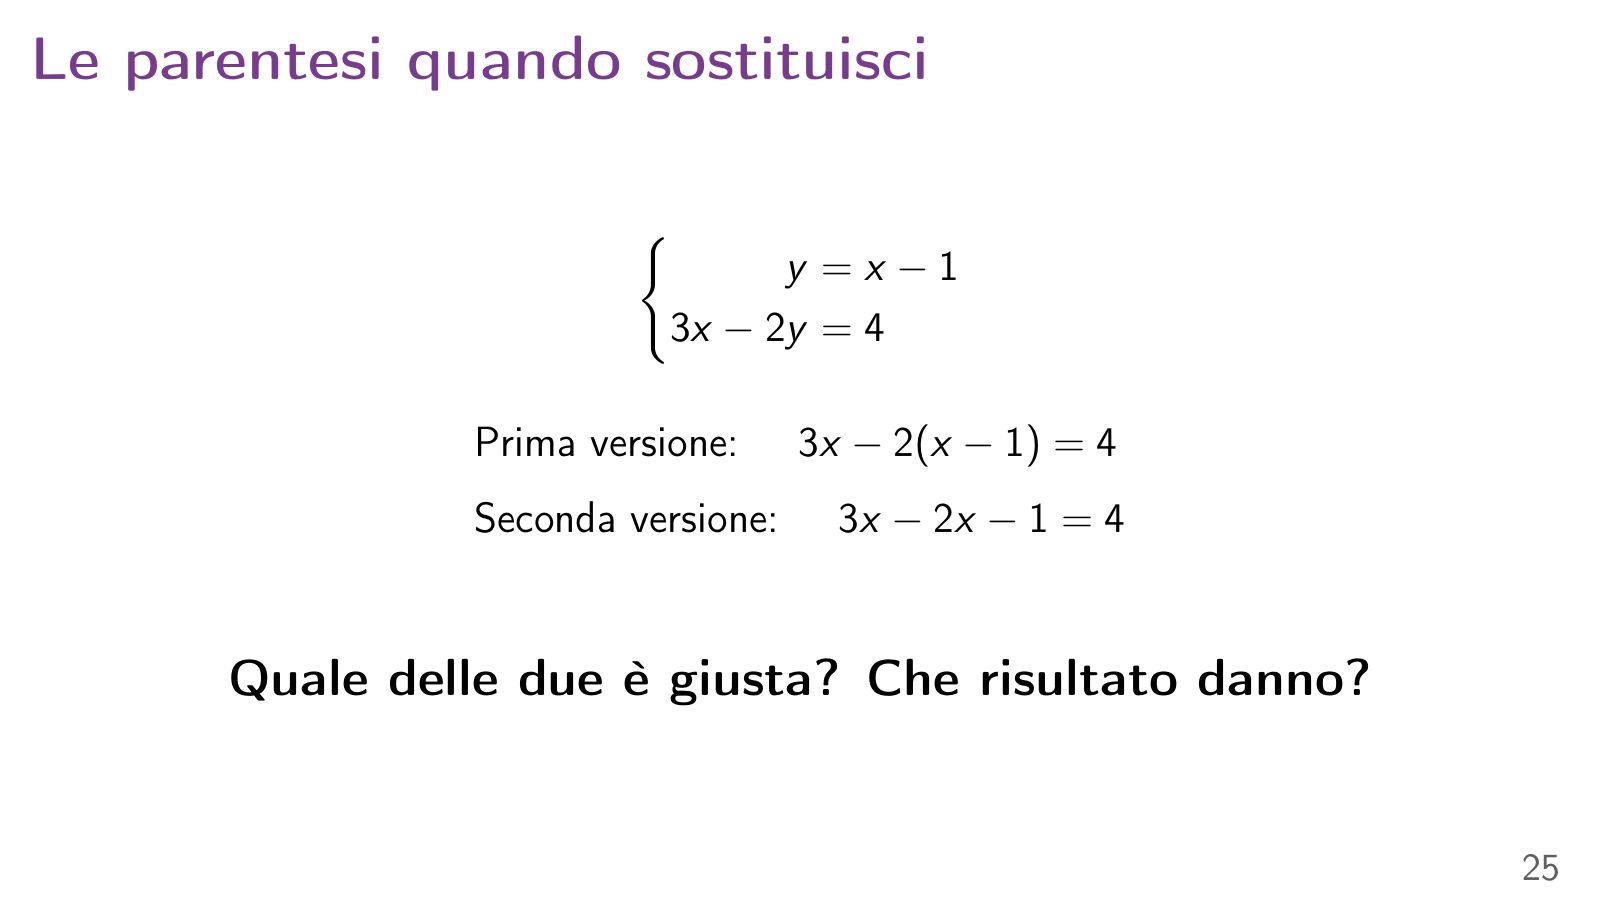 Le parentesi quando sostituisci
y = x − 1
3x − 2y = 4
Prima versione: 3x − 2(x − 1) = 4
Seconda versione: 3x − 2x − 1 = 4
Quale delle due è giusta? Che risultato danno?
25